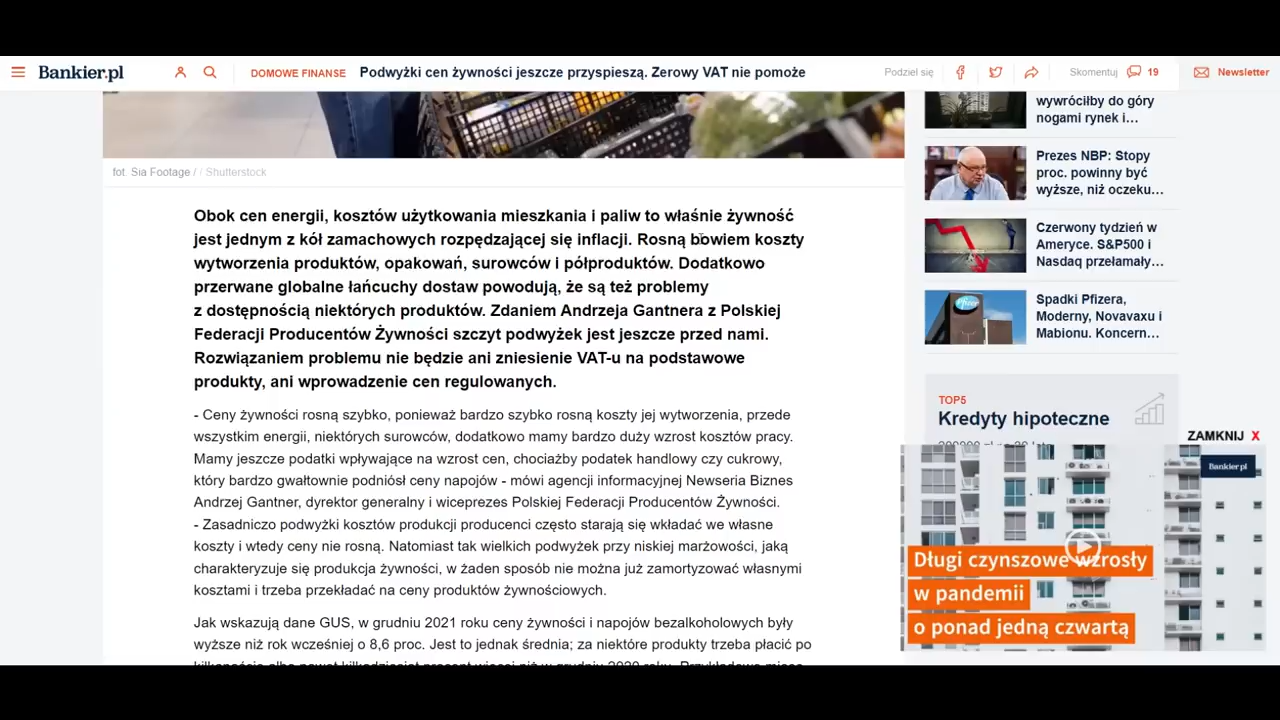 Bankier.pl
DOMOWE FINANSE
Podwyżki cen żywności jeszcze przyspieszą. Zerowy VAT nie pomoże
Podziel się
Skomentuj
19
Newsletter
fot. Sia Footage / / Shutterstock
Obok cen energii, kosztów użytkowania mieszkania i paliw to właśnie żywność
jest jednym z kół zamachowych rozpędzającej się inflacji. Rosną bowiem koszty
wytworzenia produktów, opakowań, surowców i półproduktów. Dodatkowo
przerwane globalne łańcuchy dostaw powodują, że są też problemy
z dostępnością niektórych produktów. Zdaniem Andrzeja Gantnera z Polskiej
Federacji Producentów Żywności szczyt podwyżek jest jeszcze przed nami.
Rozwiązaniem problemu nie będzie ani zniesienie VAT-u na podstawowe
produkty, ani wprowadzenie cen regulowanych.
- Ceny żywności rosną szybko, ponieważ bardzo szybko rosną koszty jej wytworzenia, przede
wszystkim energii, niektórych surowców, dodatkowo mamy bardzo duży wzrost kosztów pracy.
Mamy jeszcze podatki wpływające na wzrost cen, chociażby podatek handlowy czy cukrowy,
który bardzo gwałtownie podniósł ceny napojów - mówi agencji informacyjnej Newseria Biznes
Andrzej Gantner, dyrektor generalny i wiceprezes Polskiej Federacji Producentów Żywności.
- Zasadniczo podwyżki kosztów produkcji producenci często starają się wkładać we własne
koszty i wtedy ceny nie rosną. Natomiast tak wielkich podwyżek przy niskiej marżowości, jaką
charakteryzuje się produkcja żywności, w żaden sposób nie można już zamortyzować własnymi
kosztami i trzeba przekładać na ceny produktów żywnościowych.
Jak wskazują dane GUS, w grudniu 2021 roku ceny żywności i napojów bezalkoholowych były
wyższe niż rok wcześniej o 8,6 proc. Jest to jednak średnia; za niektóre produkty trzeba płacić po
wywróciłby do góry
nogami rynek i…
Prezes NBP: Stopy
proc. powinny być
wyższe, niż oczeku…
Czerwony tydzień w
Ameryce. S&P500 i
Nasdaq przełamały…
Pfizer
Spadki Pfizera,
Moderny, Novavaxu i
Mabionu. Koncern…
TOP5
Kredyty hipoteczne
ZAMKNIJ X
Bankier.pl
Długi czynszowe wzrosły
w pandemii
o ponad jedną czwartą